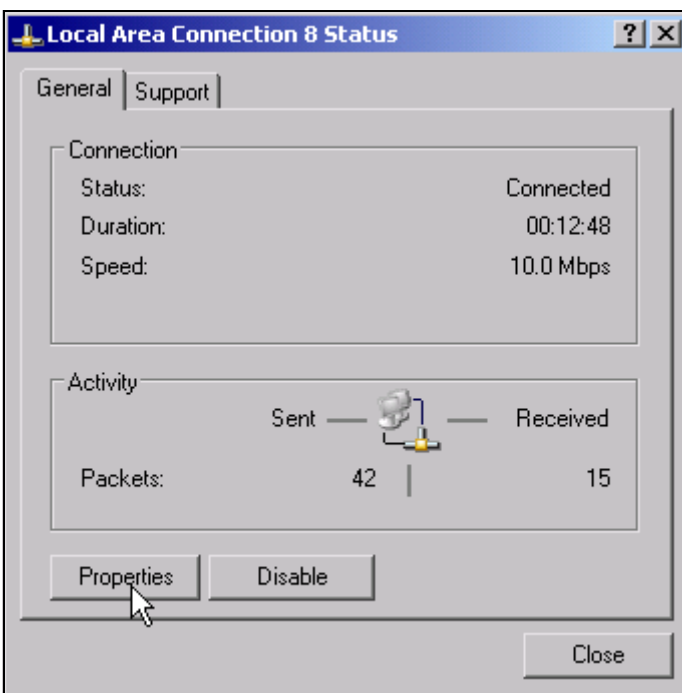 Local Area Connection 8 Status
General Support
Connection
Status: Connected
Duration: 00:12:48
Speed: 10.0 Mbps
Activity
Sent Received
Packets: 42 15
Properties Disable
Close